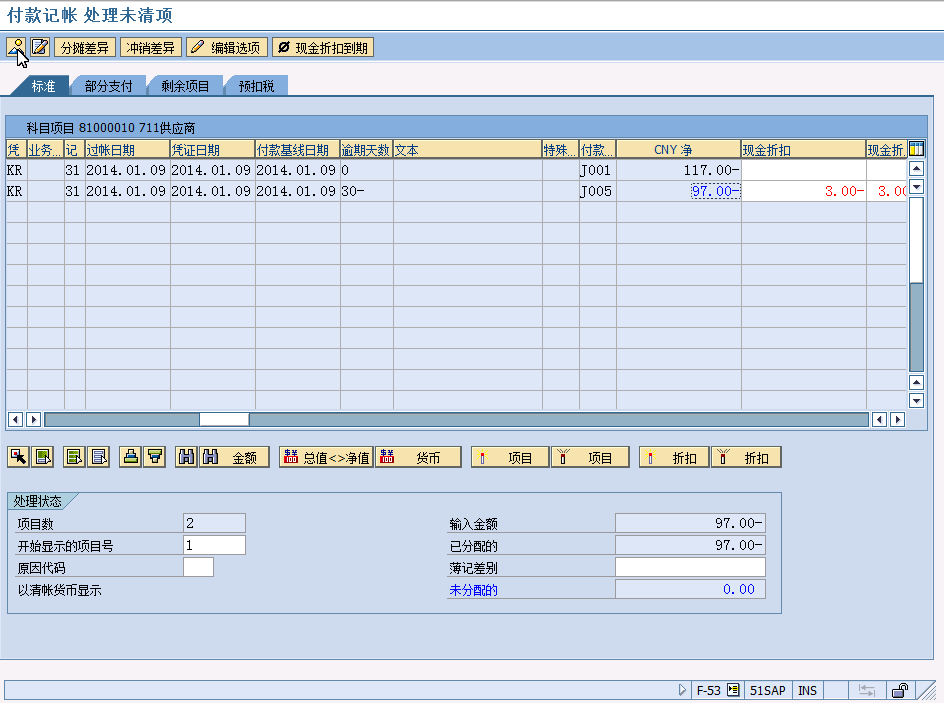 付款记帐 处理未清项
分摊差异 冲销差异 编辑选项 现金折扣到期
标准 部分支付 剩余项目 预扣税
科目项目 81000010 711供应商
凭 业务... 记 过帐日期 凭证日期 付款基线日期 逾期天数 文本 特殊... 付款... CNY 净 现金折扣 现金折
KR 31 2014.01.09 2014.01.09 2014.01.09 0 J001 117.00-
KR 31 2014.01.09 2014.01.09 2014.01.09 30- J005 97.00- 3.00- 3.00
金额 总值<>净值 货币 项目 项目 折扣 折扣
处理状态
项目数 2 输入金额 97.00-
开始显示的项目号 1 已分配的 97.00-
原因代码 薄记差别
以清帐货币显示 未分配的 0.00
F-53 51SAP INS